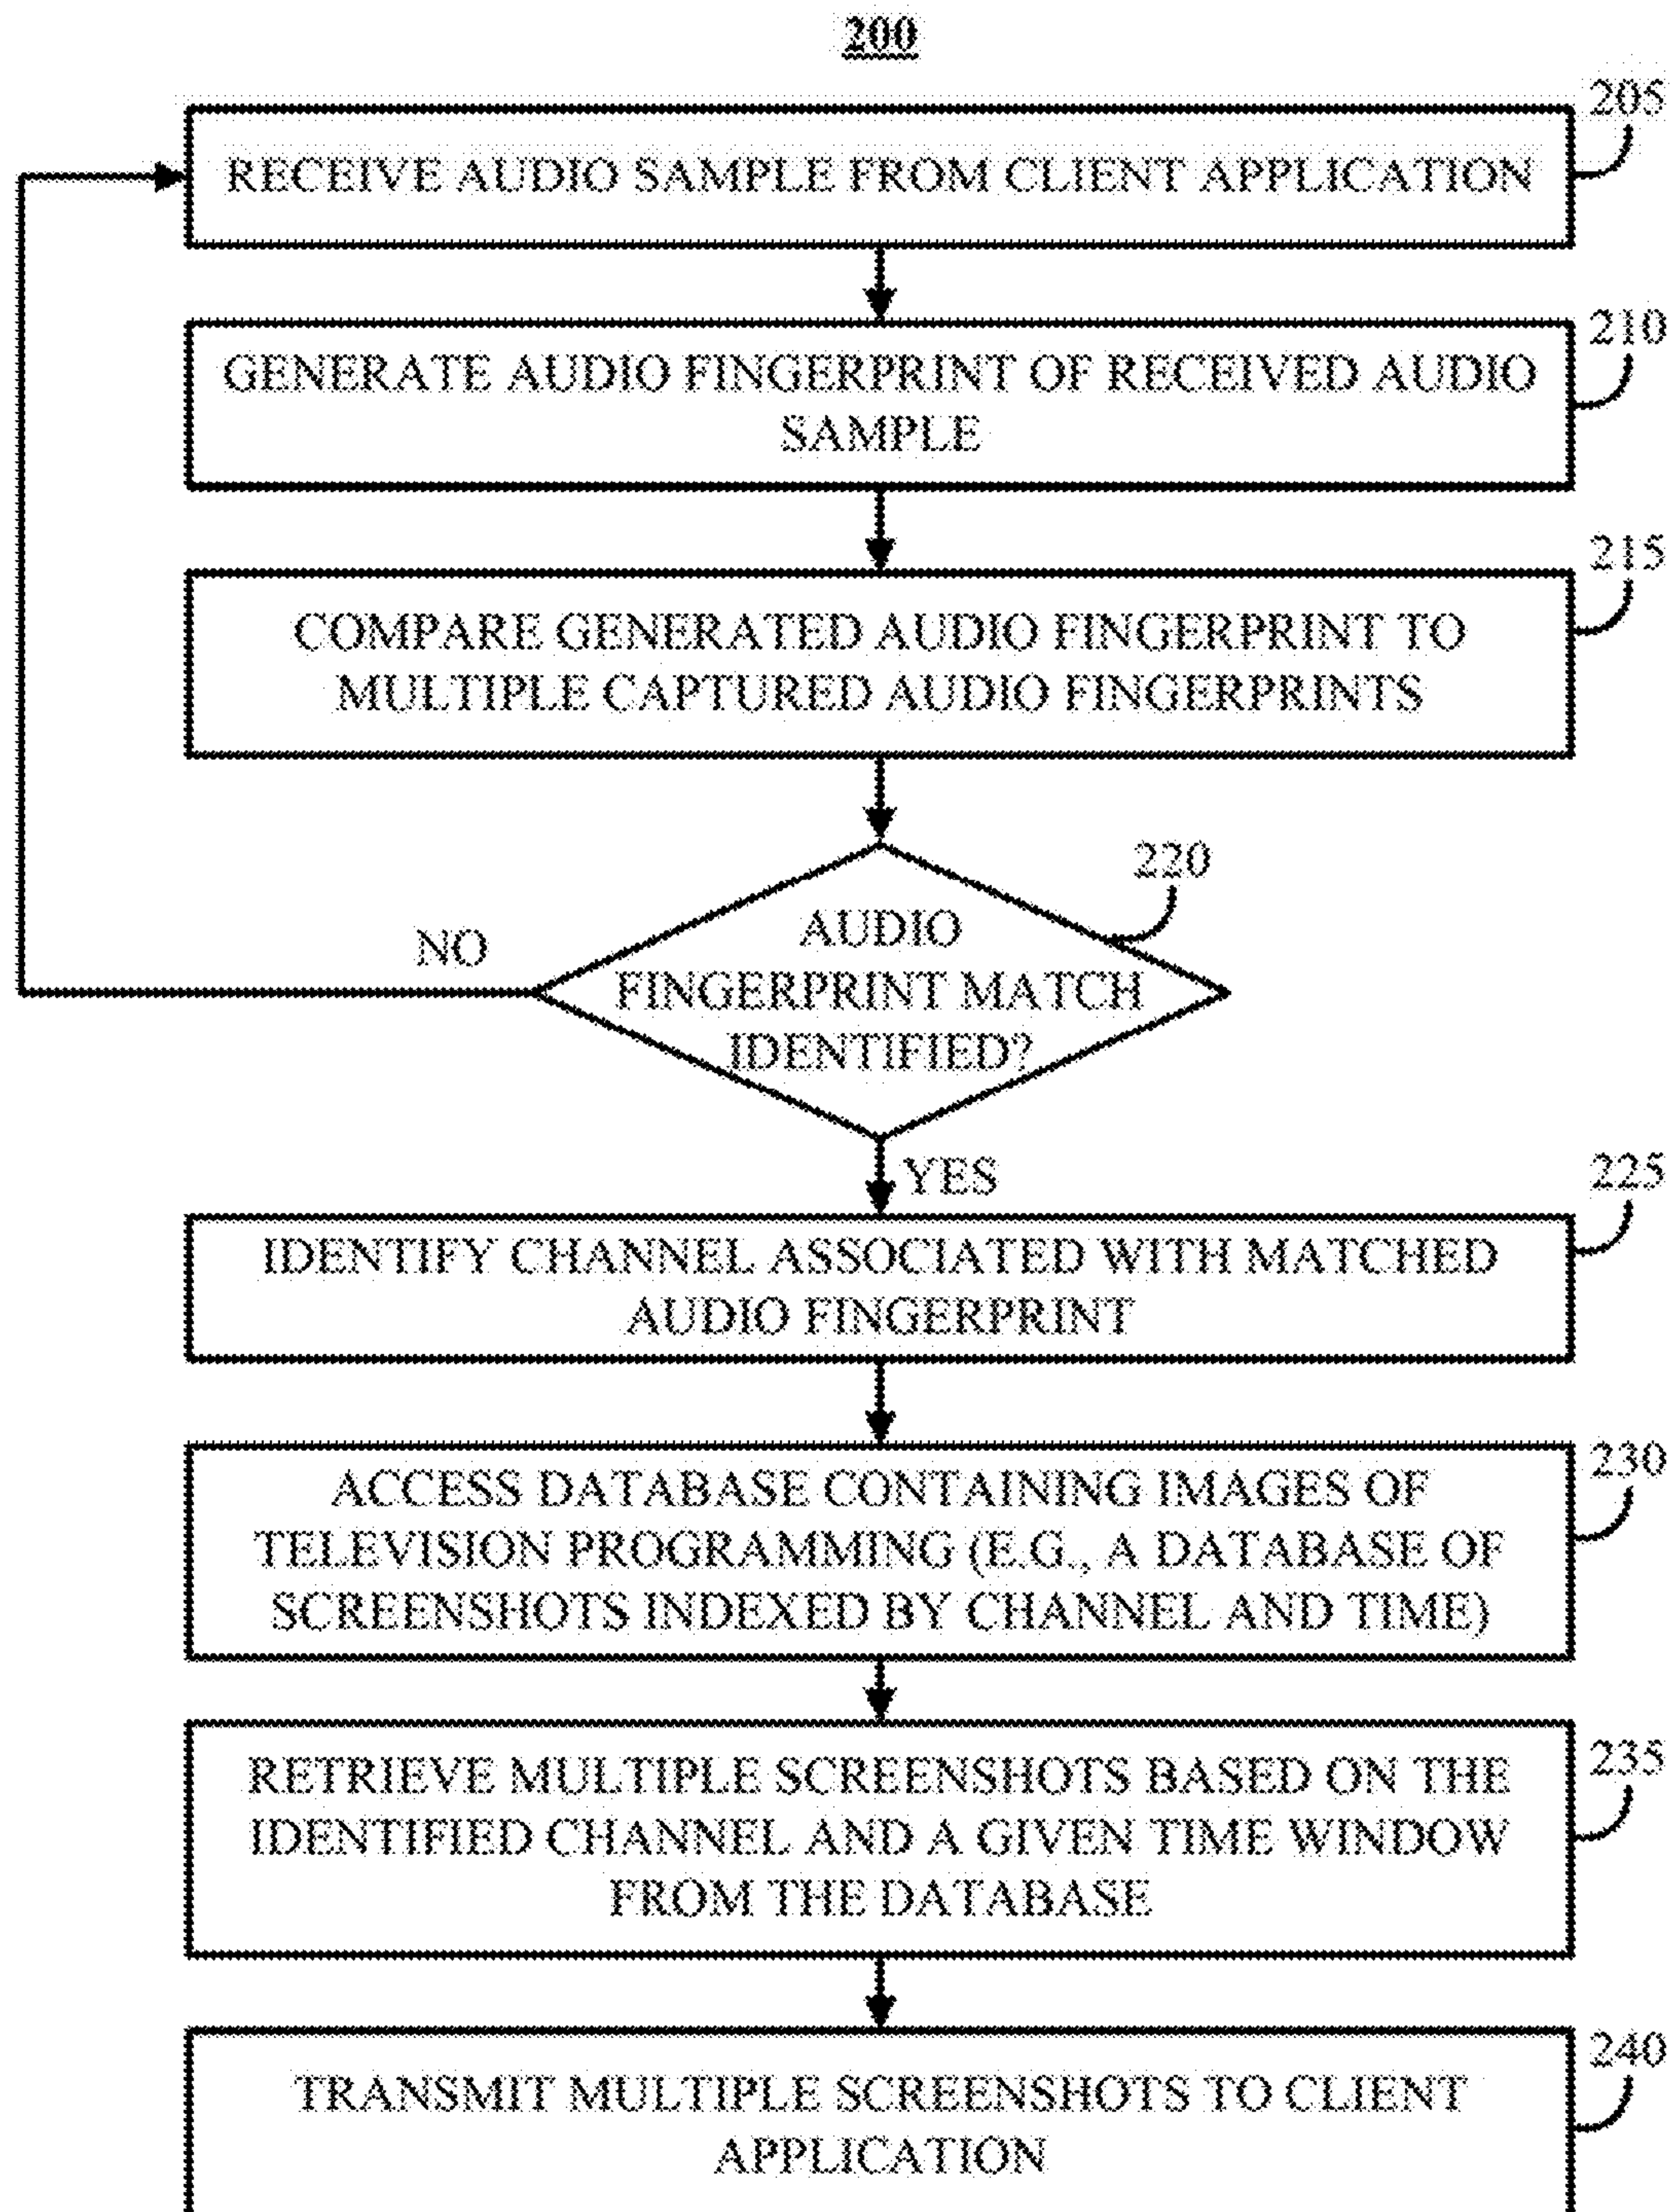 200
205
RECEIVE AUDIO SAMPLE FROM CLIENT APPLICATION
210
GENERATE AUDIO FINGERPRINT OF RECEIVED AUDIO
SAMPLE
215
COMPARE GENERATED AUDIO FINGERPRINT TO
MULTIPLE CAPTURED AUDIO FINGERPRINTS
220
AUDIO
FINGERPRINT MATCH
IDENTIFIED?
NO
YES
225
IDENTIFY CHANNEL ASSOCIATED WITH MATCHED
AUDIO FINGERPRINT
230
ACCESS DATABASE CONTAINING IMAGES OF
TELEVISION PROGRAMMING (E.G., A DATABASE OF
SCREENSHOTS INDEXED BY CHANNEL AND TIME)
235
RETRIEVE MULTIPLE SCREENSHOTS BASED ON THE
IDENTIFIED CHANNEL AND A GIVEN TIME WINDOW
FROM THE DATABASE
240
TRANSMIT MULTIPLE SCREENSHOTS TO CLIENT
APPLICATION